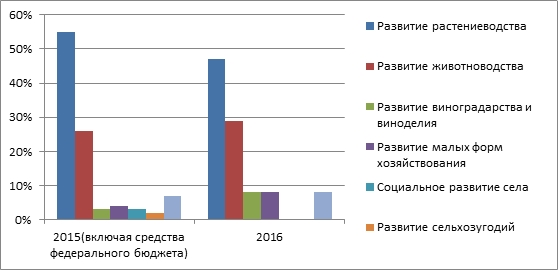 60%
50%
40%
30%
20%
10%
0%
2015(включая средства
федерального бюджета)
2016
Развитие растениеводства
Развитие животноводства
Развитие виноградарства и
виноделия
Развитие малых форм
хозяйствования
Социальное развитие села
Развитие сельхозугодий